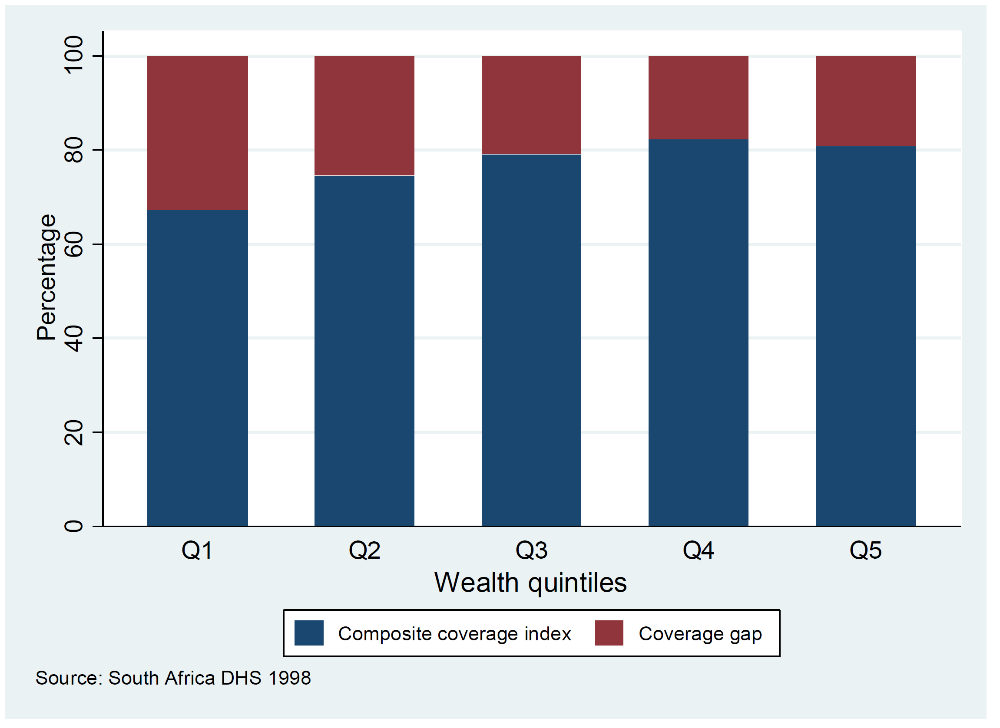 100
80
60
40
20
0
Percentage
Q1 Q2 Q3 Q4 Q5
Wealth quintiles
Composite coverage index Coverage gap
Source: South Africa DHS 1998